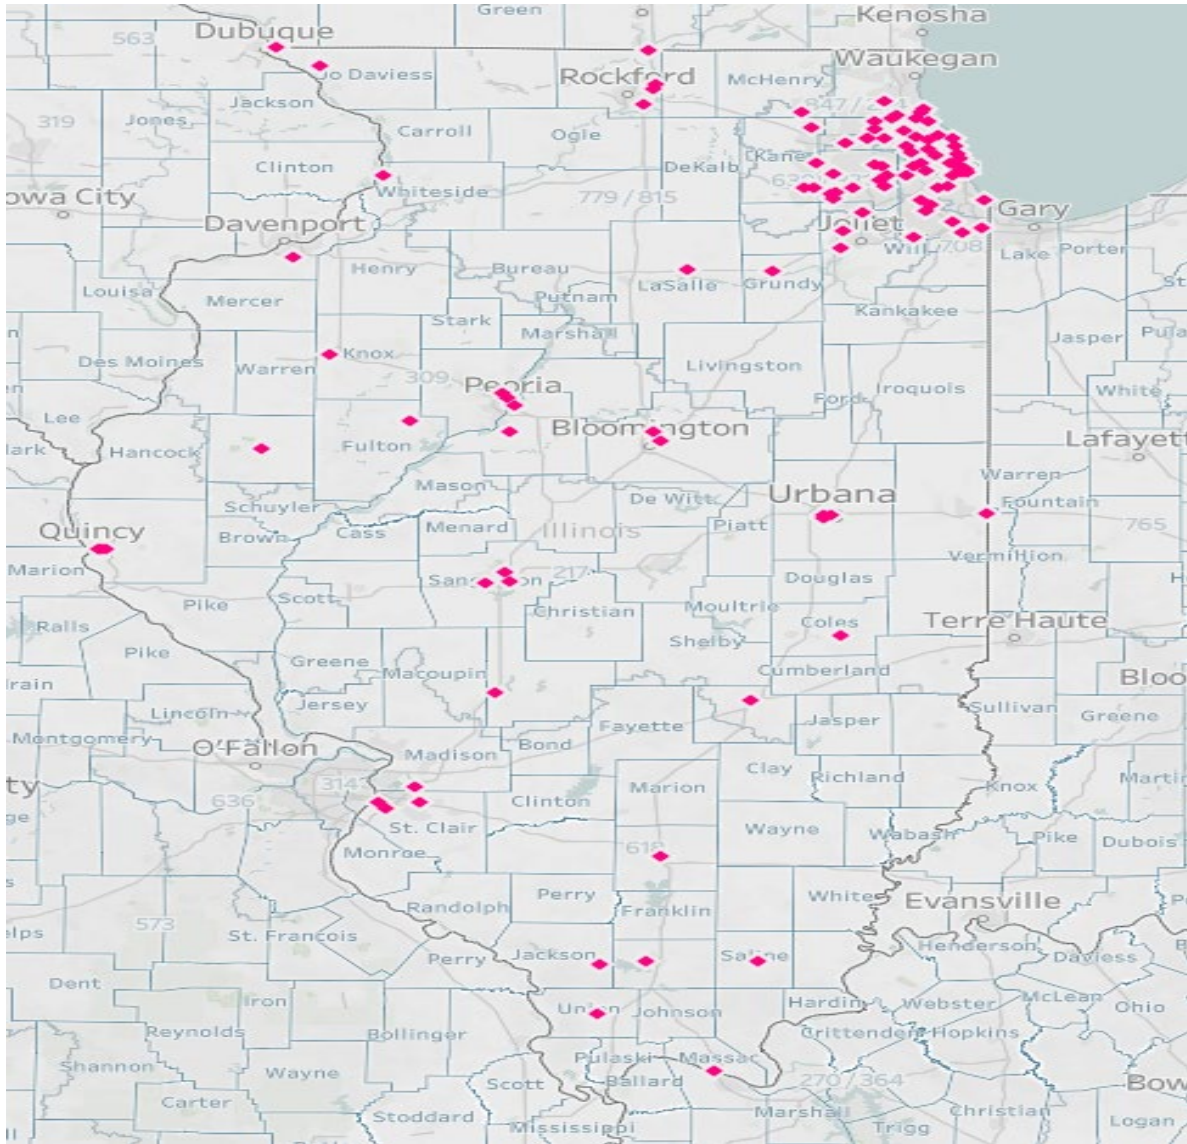 Green
Kenosha
563
Dubuque
Waukegan
Jo Daviess
Rockford
McHenry
Jackson
319
Jones
Carroll
Ogle
Clinton
DeKalb
Kane
Whiteside
779 / 815
owa City
Davenport
Joliet
Gary
Will
708
Lake
Porter
Henry
Bureau
LaSalle
Grundy
Louisa
Mercer
Putnam
Kankakee
Stark
Marshall
Jasper
Pula
Des Moines
Warren
Knox
Livingston
309
Peoria
Ford
Iroquois
White
Lee
Bloomington
Lafayett
Hancock
Fulton
Warren
Mason
Urbana
De Witt
Fountain
Schuyler
Quincy
Menard
Illinois
Piatt
765
Brown
Cass
Vermillion
Marion
217
Douglas
Pike
Scott
Christian
Moultrie
Coles
Terre Haute
Ralls
Shelby
Pike
Greene
Macoupin
Cumberland
Bloo
Jersey
Sullivan
Lincoln
Fayette
Jasper
Greene
Montgomery
O'Fallon
Bond
Madison
Clay
Richland
314
Marion
Knox
Martin
636
Clinton
St. Clair
Wayne
Wabash
Pike
Dubois
618
Monroe
Perry
White
Evansville
Randolph
Franklin
573
St. Francois
Henderson
Perry
Jackson
Saline
Daviess
Dent
Iron
Union
Johnson
Hardin
Webster
McLean
Ohio
Reynolds
Bollinger
Crittenden
Hopkins
Shannon
Wayne
Pulaski
Massac
Scott
Ballard
270 / 364
Bow
Carter
Stoddard
Marshall
Christian
Logan
Mississippi
Trigg